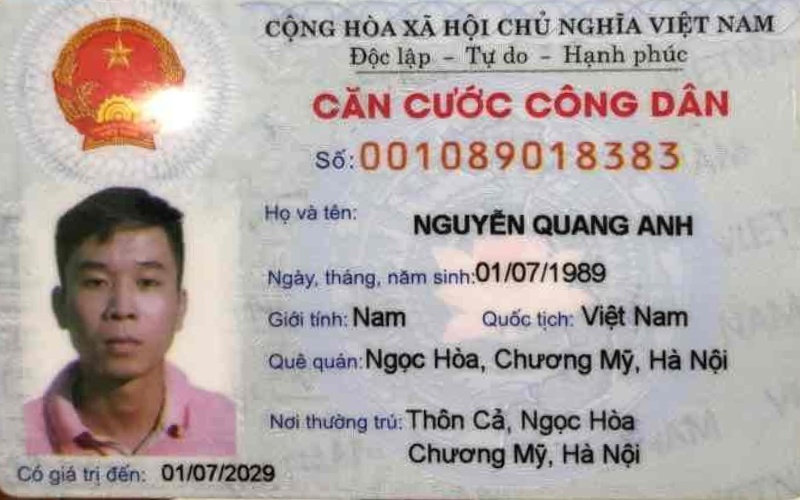 CỘNG HÒA XÃ HỘI CHỦ NGHĨA VIỆT NAM
Độc lập - Tự do - Hạnh phúc
CĂN CƯỚC CÔNG DÂN
Số: 001089018383
Họ và tên: NGUYỄN QUANG ANH
Ngày, tháng, năm sinh: 01/07/1989
Giới tính: Nam Quốc tịch: Việt Nam
Quê quán: Ngọc Hòa, Chương Mỹ, Hà Nội
Nơi thường trú: Thôn Cả, Ngọc Hòa
Chương Mỹ, Hà Nội
Có giá trị đến: 01/07/2029